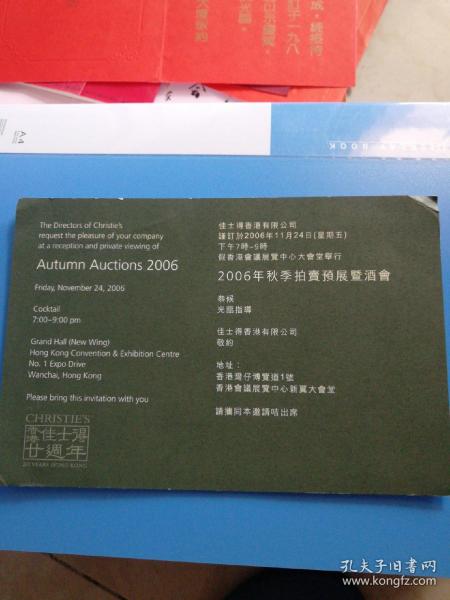 The Directors of Christie's
request the pleasure of your company
at a reception and private viewing of
Autumn Auctions 2006
Friday, November 24, 2006
Cocktail
7:00–9:00 pm
Grand Hall (New Wing)
Hong Kong Convention & Exhibition Centre
No. 1 Expo Drive
Wanchai, Hong Kong
Please bring this invitation with you
CHRISTIE'S
香港佳士得
廿週年
20 YEARS IN HONG KONG
佳士得香港有限公司
謹訂於2006年11月24日(星期五)
下午7時–9時
假香港會議展覽中心大會堂舉行
2006年秋季拍賣預展暨酒會
恭候
光臨指導
佳士得香港有限公司
敬約
地址：
香港灣仔博覽道1號
香港會議展覽中心新翼大會堂
請攜同本邀請咭出席
A4
孔夫子旧书网
www.kongfz.com